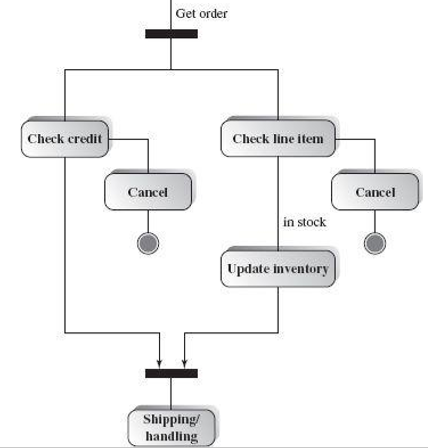 Get order
Check credit
Check line item
Cancel
Cancel
in stock
Update inventory
Shipping/
handling